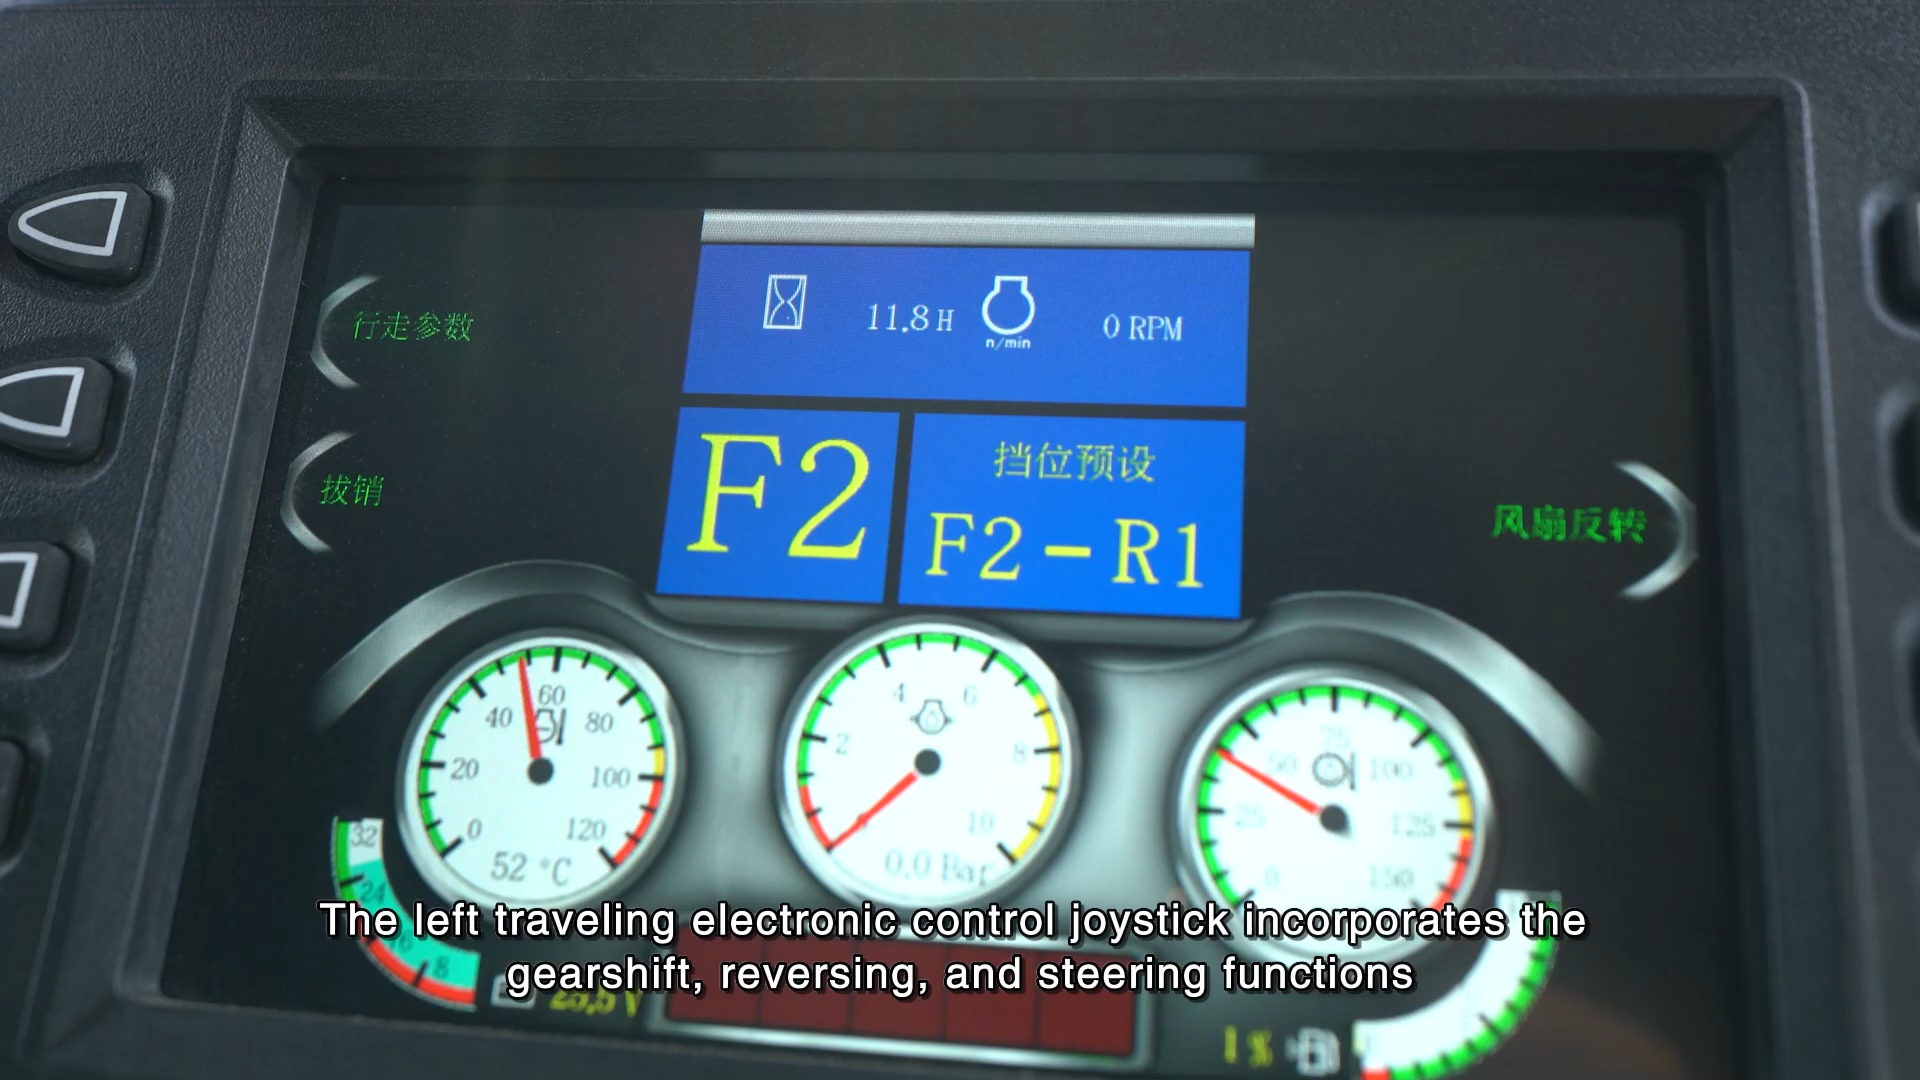 11.8 H
n/min
0 RPM
行走参数
F2
挡位预设
F2-R1
拔销
风扇反转
0
20
40
60
80
100
120
52 °C
2
4
6
8
10
0.0 Bar
0
25
50
75
100
125
150
32
24
8
25,5 V
1 %
The left traveling electronic control joystick incorporates the
gearshift, reversing, and steering functions